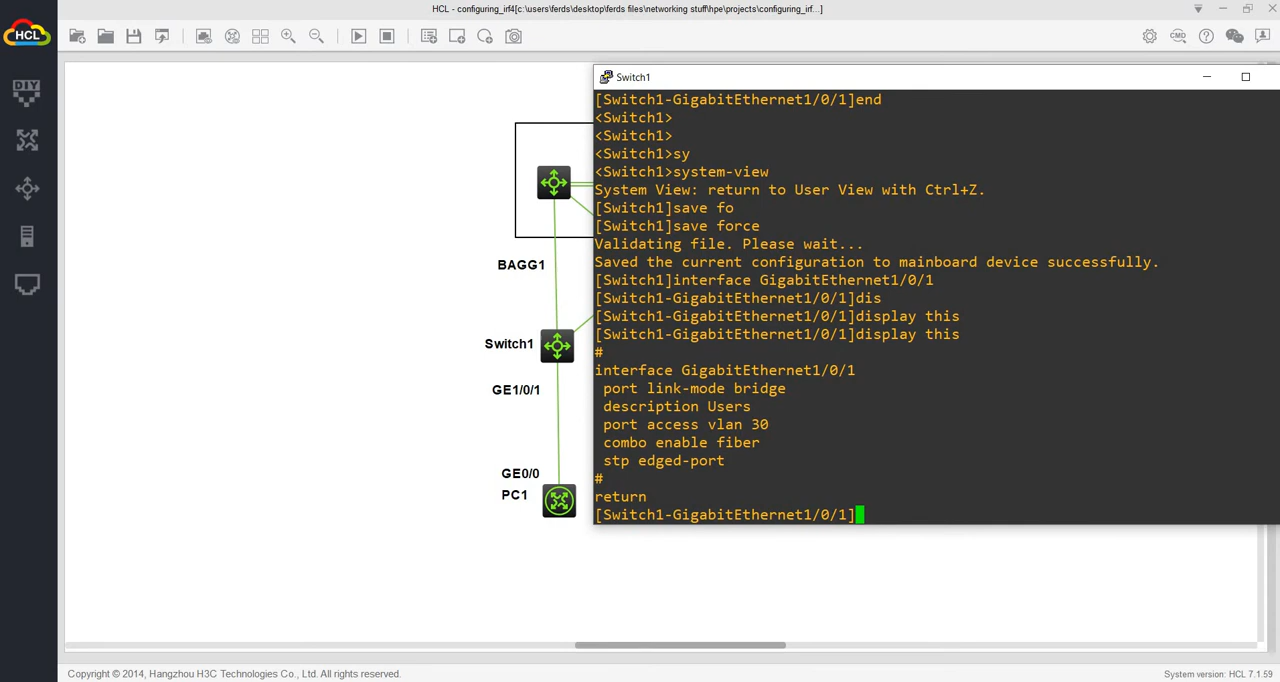 HCL - configuring_irf4[c:\users\ferds\desktop\ferds files\networking stuff\hpe\projects\configuring_irf...]
HCL
DIY
CMD
Switch1
[Switch1-GigabitEthernet1/0/1]end
<Switch1>
<Switch1>
<Switch1>sy
<Switch1>system-view
System View: return to User View with Ctrl+Z.
[Switch1]save fo
[Switch1]save force
Validating file. Please wait...
Saved the current configuration to mainboard device successfully.
[Switch1]interface GigabitEthernet1/0/1
[Switch1-GigabitEthernet1/0/1]dis
[Switch1-GigabitEthernet1/0/1]display this
[Switch1-GigabitEthernet1/0/1]display this
#
interface GigabitEthernet1/0/1
port link-mode bridge
description Users
port access vlan 30
combo enable fiber
stp edged-port
#
return
[Switch1-GigabitEthernet1/0/1]
BAGG1
Switch1
GE1/0/1
GE0/0
PC1
Copyright © 2014, Hangzhou H3C Technologies Co., Ltd. All rights reserved.
System version: HCL 7.1.59